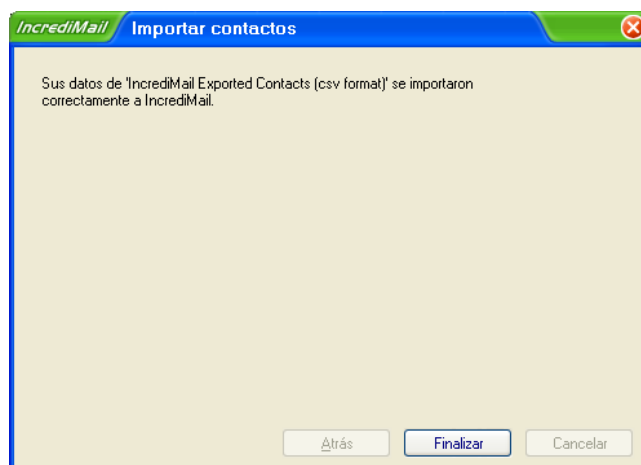 IncrediMail Importar contactos
Sus datos de 'IncrediMail Exported Contacts (csv format)' se importaron
correctamente a IncrediMail.
Atrás Finalizar Cancelar